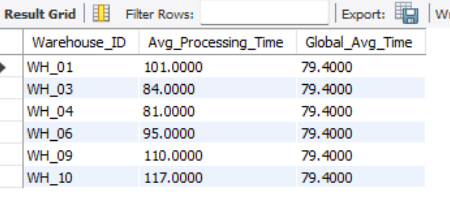 Result Grid Filter Rows: Export:
Warehouse_ID Avg_Processing_Time Global_Avg_Time
WH_01 101.0000 79.4000
WH_03 84.0000 79.4000
WH_04 81.0000 79.4000
WH_06 95.0000 79.4000
WH_09 110.0000 79.4000
WH_10 117.0000 79.4000